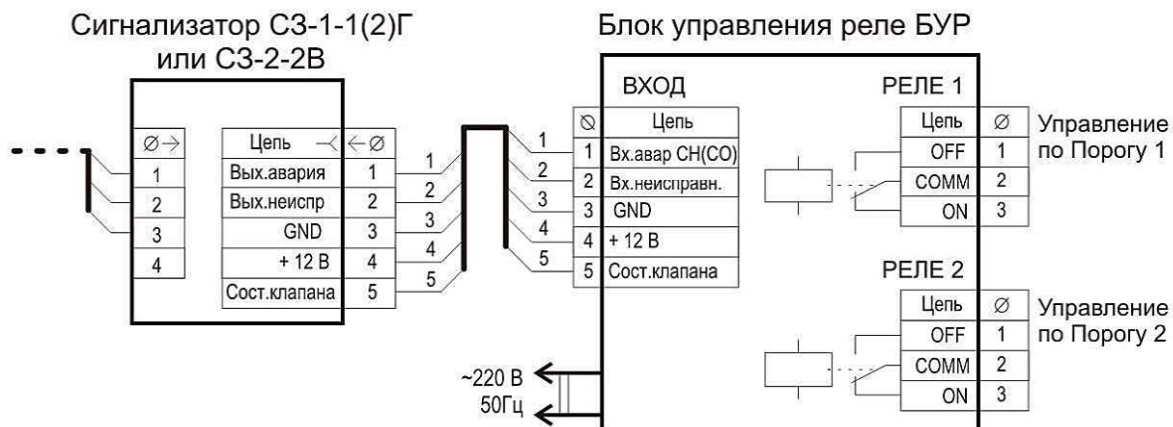 Сигнализатор СЗ-1-1(2)Г
или СЗ-2-2В
Блок управления реле БУР
1
2
3
4
Цепь
Вых.авария 1
Вых.неиспр 2
GND 3
+ 12 В 4
Сост.клапана 5
1
2
3
4
5
1
2
3
4
5
ВХОД
Цепь
1 Вх.авар СН(СО)
2 Вх.неисправн.
3 GND
4 + 12 В
5 Сост.клапана
~220 В
50Гц
РЕЛЕ 1
Цепь Ø
OFF 1
COMM 2
ON 3
Управление
по Порогу 1
РЕЛЕ 2
Цепь Ø
OFF 1
COMM 2
ON 3
Управление
по Порогу 2